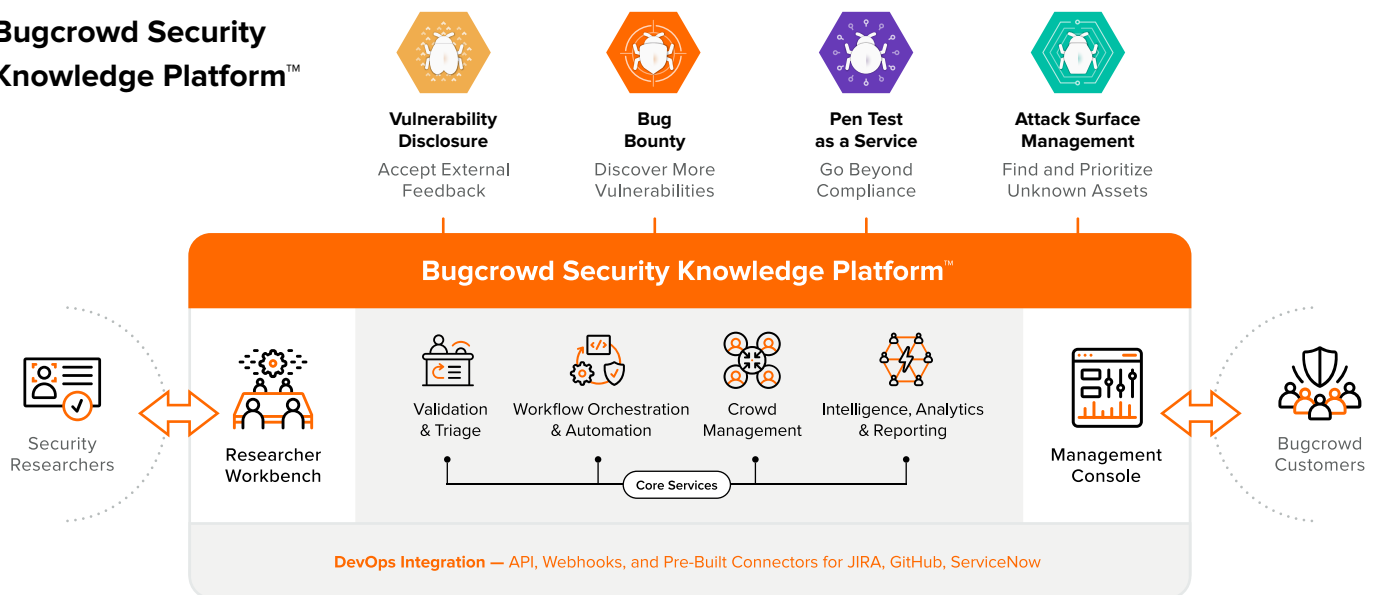 Bugcrowd Security
Knowledge Platform™
Vulnerability
Disclosure
Accept External
Feedback
Bug
Bounty
Discover More
Vulnerabilities
Pen Test
as a Service
Go Beyond
Compliance
Attack Surface
Management
Find and Prioritize
Unknown Assets
Bugcrowd Security Knowledge Platform™
Security
Researchers
Researcher
Workbench
Validation
& Triage
Workflow Orchestration
& Automation
Crowd
Management
Intelligence, Analytics
& Reporting
Core Services
Management
Console
Bugcrowd
Customers
DevOps Integration — API, Webhooks, and Pre-Built Connectors for JIRA, GitHub, ServiceNow